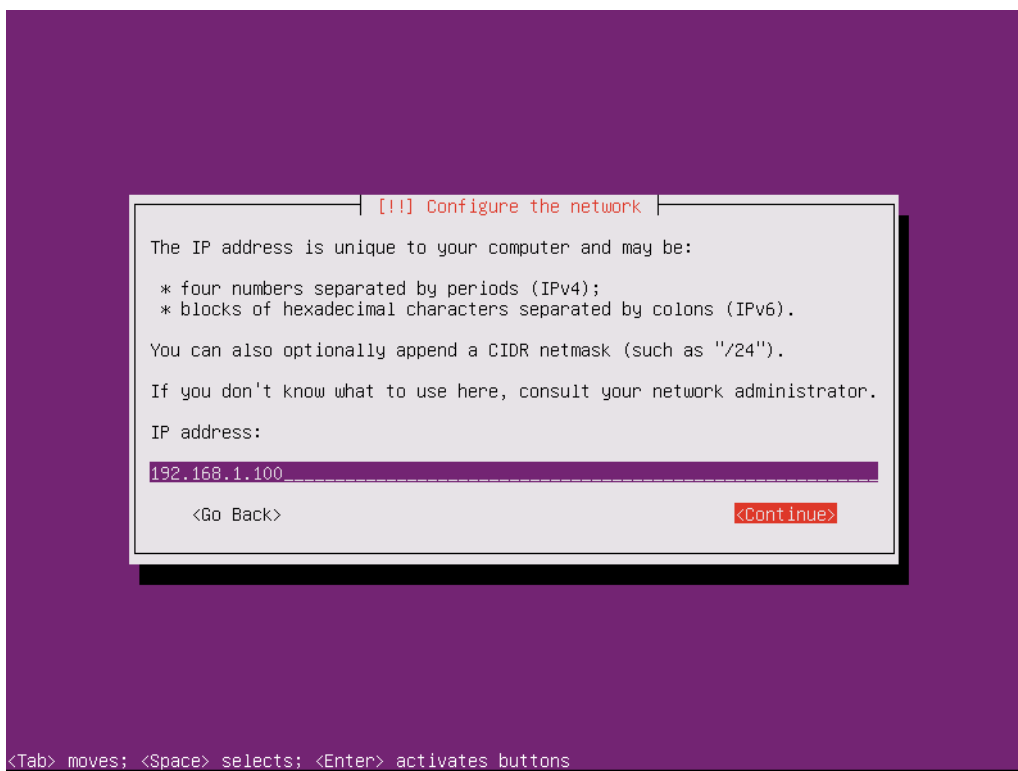 [!!] Configure the network
The IP address is unique to your computer and may be:
* four numbers separated by periods (IPv4);
* blocks of hexadecimal characters separated by colons (IPv6).
You can also optionally append a CIDR netmask (such as "/24").
If you don't know what to use here, consult your network administrator.
IP address:
192.168.1.100__________________________________________________________
<Go Back> <Continue>
<Tab> moves; <Space> selects; <Enter> activates buttons